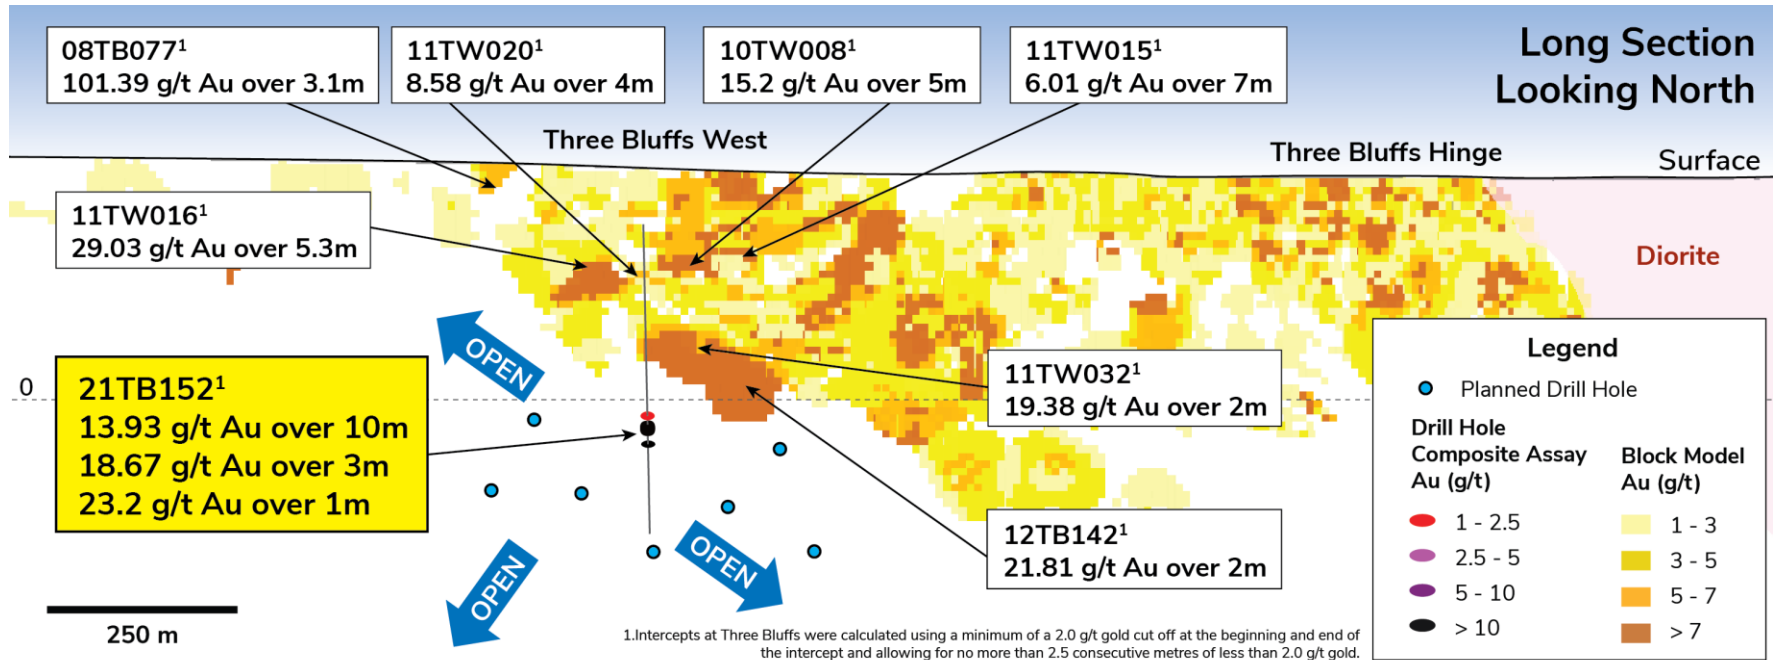 Long Section
Looking North
08TB077¹
101.39 g/t Au over 3.1m
11TW020¹
8.58 g/t Au over 4m
10TW008¹
15.2 g/t Au over 5m
11TW015¹
6.01 g/t Au over 7m
Three Bluffs West
Three Bluffs Hinge
Surface
11TW016¹
29.03 g/t Au over 5.3m
Diorite
OPEN
0
21TB152¹
13.93 g/t Au over 10m
18.67 g/t Au over 3m
23.2 g/t Au over 1m
11TW032¹
19.38 g/t Au over 2m
12TB142¹
21.81 g/t Au over 2m
OPEN
OPEN
250 m
Legend
Planned Drill Hole
Drill Hole
Composite Assay
Au (g/t)
1 - 2.5
2.5 - 5
5 - 10
> 10
Block Model
Au (g/t)
1 - 3
3 - 5
5 - 7
> 7
1.Intercepts at Three Bluffs were calculated using a minimum of a 2.0 g/t gold cut off at the beginning and end of
the intercept and allowing for no more than 2.5 consecutive metres of less than 2.0 g/t gold.